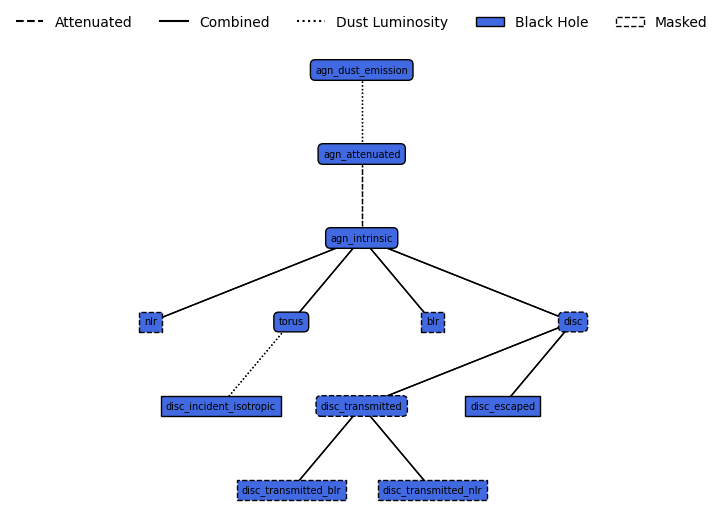 Attenuated Combined Dust Luminosity Black Hole Masked
agn_dust_emission
agn_attenuated
agn_intrinsic
nlr torus blr disc
disc_incident_isotropic disc_transmitted disc_escaped
disc_transmitted_blr disc_transmitted_nlr